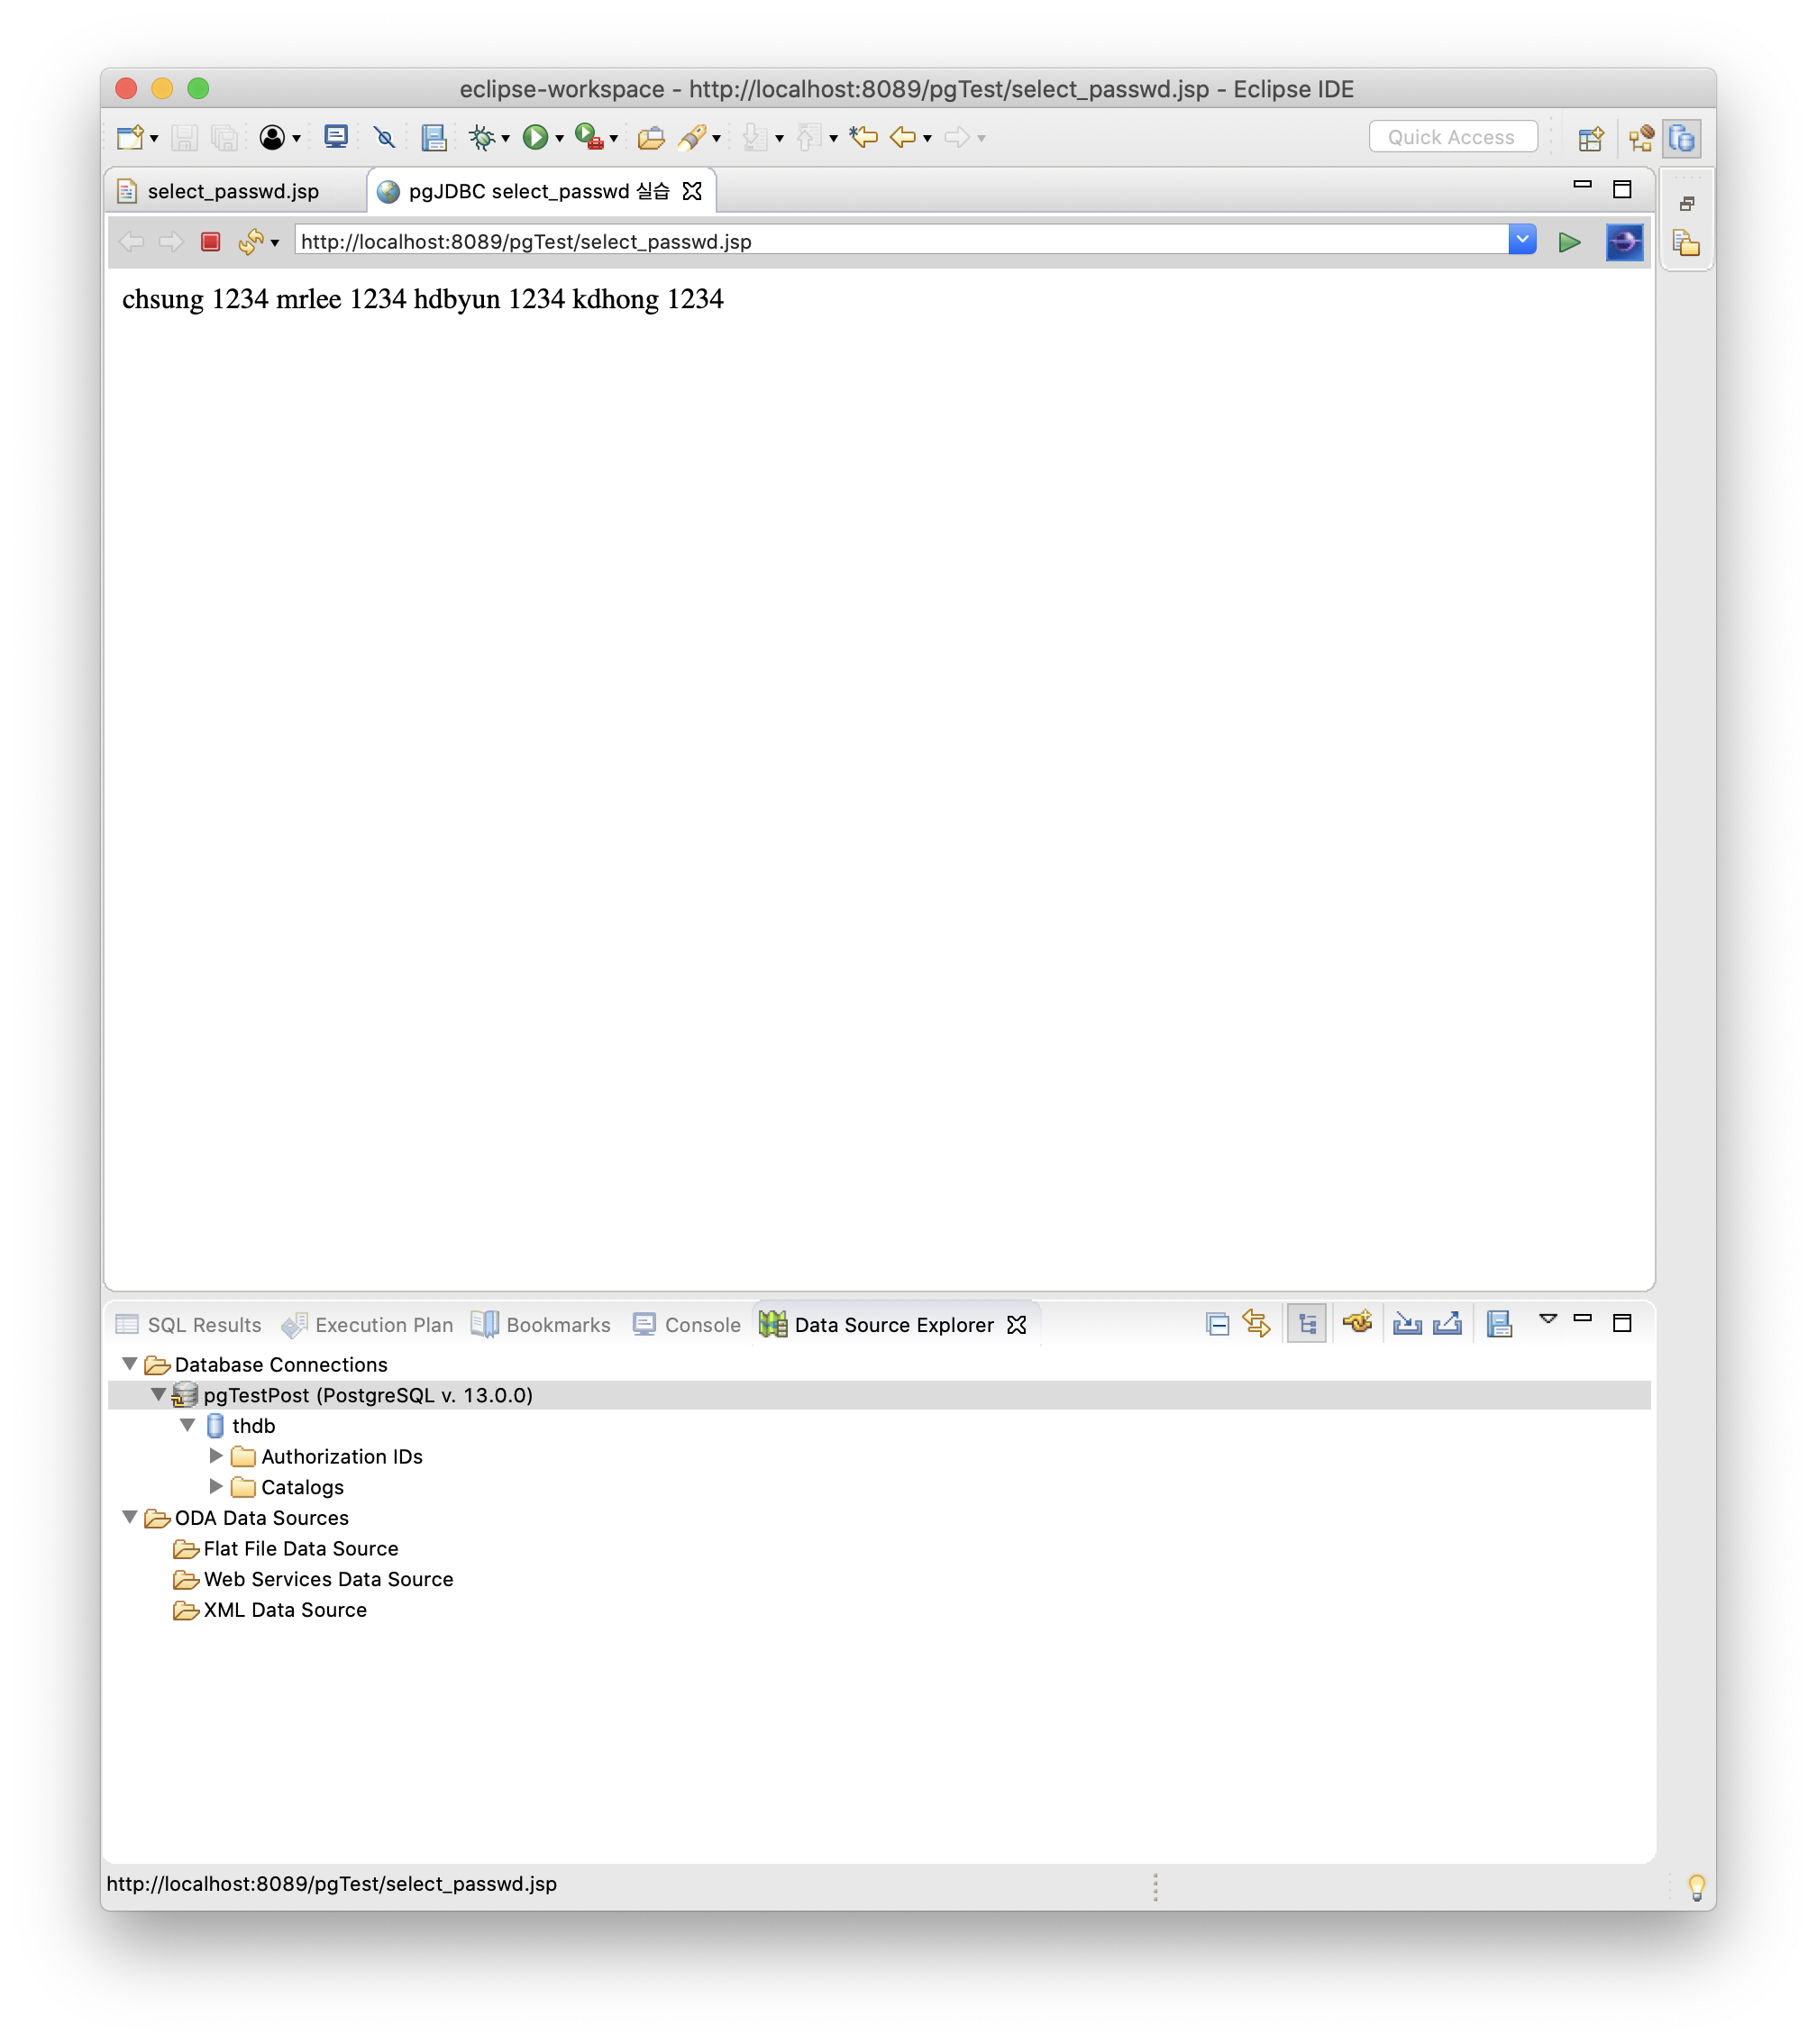 eclipse-workspace - http://localhost:8089/pgTest/select_passwd.jsp - Eclipse IDE
Quick Access
select_passwd.jsp
pgJDBC select_passwd 실습
http://localhost:8089/pgTest/select_passwd.jsp
chsung 1234 mrlee 1234 hdbyun 1234 kdhong 1234
SQL Results
Execution Plan
Bookmarks
Console
Data Source Explorer
Database Connections
pgTestPost (PostgreSQL v. 13.0.0)
thdb
Authorization IDs
Catalogs
ODA Data Sources
Flat File Data Source
Web Services Data Source
XML Data Source
http://localhost:8089/pgTest/select_passwd.jsp